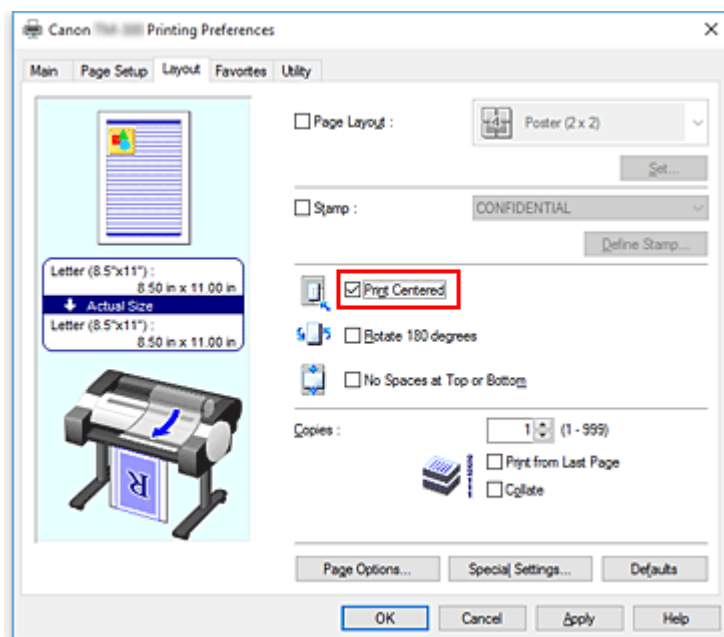 Canon Printing Preferences
Main Page Setup Layout Favorites Utility
Page Layout :
4
Poster (2 x 2)
Set...
Stamp :
CONFIDENTIAL
Define Stamp...
Letter (8.5"x11") :
8.50 in x 11.00 in
Actual Size
Letter (8.5"x11") :
8.50 in x 11.00 in
Print Centered
Rotate 180 degrees
No Spaces at Top or Bottom
Copies :
1 (1 - 999)
Print from Last Page
Collate
R
Page Options... Special Settings... Defaults
OK Cancel Apply Help